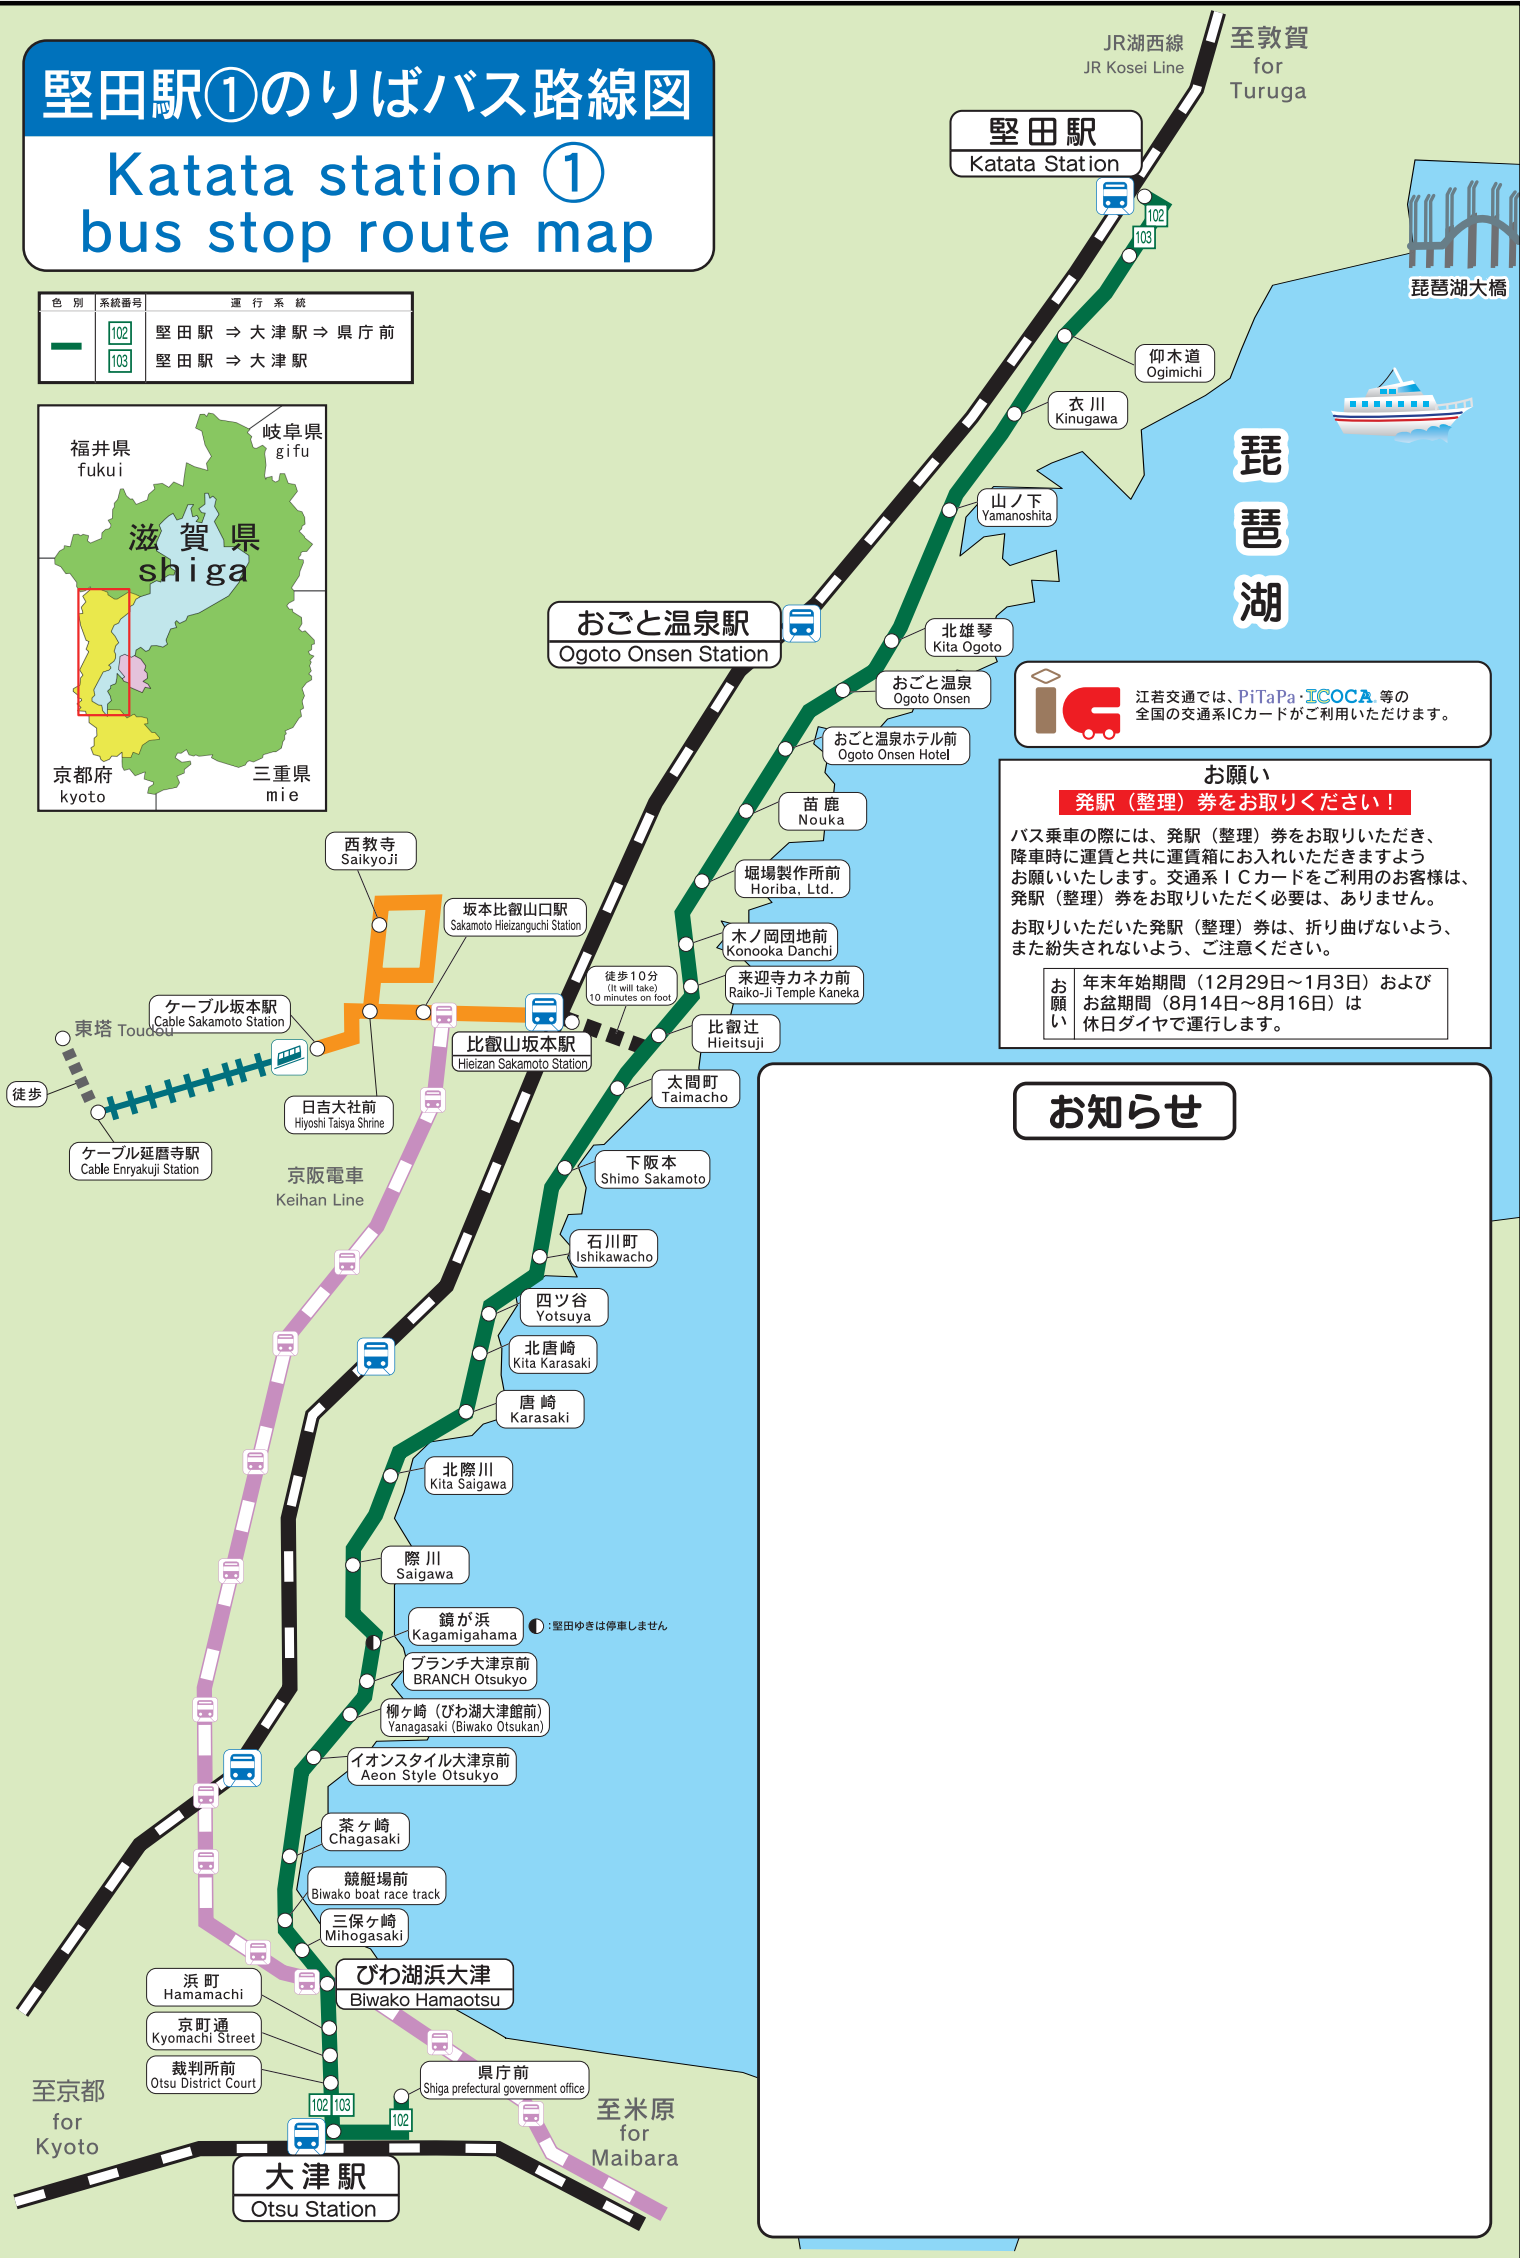 堅田駅①のりばバス路線図
Katata station ①
bus stop route map
色 別 系統番号 運 行 系 統
102 堅田駅 ⇒ 大津駅⇒ 県庁前
103 堅田駅 ⇒ 大津駅
福井県
fukui
岐阜県
gifu
滋賀県
shiga
京都府
kyoto
三重県
mie
JR湖西線
JR Kosei Line
至敦賀
for
Turuga
堅田駅
Katata Station
102
103
琵琶湖大橋
仰木道
Ogimichi
衣川
Kinugawa
琵琶湖
山ノ下
Yamanoshita
おごと温泉駅
Ogoto Onsen Station
北雄琴
Kita Ogoto
おごと温泉
Ogoto Onsen
おごと温泉ホテル前
Ogoto Onsen Hotel
苗鹿
Nouka
堀場製作所前
Horiba, Ltd.
木ノ岡団地前
Konooka Danchi
来迎寺カネカ前
Raiko-Ji Temple Kaneka
比叡辻
Hieitsuji
太間町
Taimacho
下阪本
Shimo Sakamoto
石川町
Ishikawacho
四ツ谷
Yotsuya
北唐崎
Kita Karasaki
唐崎
Karasaki
北際川
Kita Saigawa
際川
Saigawa
鏡が浜
Kagamigahama
:堅田ゆきは停車しません
ブランチ大津京前
BRANCH Otsukyo
柳ヶ崎（びわ湖大津館前）
Yanagasaki (Biwako Otsukan)
イオンスタイル大津京前
Aeon Style Otsukyo
茶ヶ崎
Chagasaki
競艇場前
Biwako boat race track
三保ヶ崎
Mihogasaki
びわ湖浜大津
Biwako Hamaotsu
浜町
Hamamachi
京町通
Kyomachi Street
裁判所前
Otsu District Court
102 103
102
県庁前
Shiga prefectural government office
大津駅
Otsu Station
至京都
for
Kyoto
至米原
for
Maibara
西教寺
Saikyoji
坂本比叡山口駅
Sakamoto Hieizanguchi Station
徒歩10分
(It will take)
10 minutes on foot
比叡山坂本駅
Hieizan Sakamoto Station
ケーブル坂本駅
Cable Sakamoto Station
東塔 Toudou
徒歩
日吉大社前
Hiyoshi Taisya Shrine
ケーブル延暦寺駅
Cable Enryakuji Station
京阪電車
Keihan Line
ic
江若交通では、PiTaPa・ICOCA 等の
全国の交通系ICカードがご利用いただけます。
お願い
発駅（整理）券をお取りください！
バス乗車の際には、発駅（整理）券をお取りいただき、
降車時に運賃と共に運賃箱にお入れいただきますよう
お願いいたします。交通系ＩＣカードをご利用のお客様は、
発駅（整理）券をお取りいただく必要は、ありません。
お取りいただいた発駅（整理）券は、折り曲げないよう、
また紛失されないよう、ご注意ください。
お願い
年末年始期間（12月29日～1月3日）および
お盆期間（8月14日～8月16日）は
休日ダイヤで運行します。
お知らせ